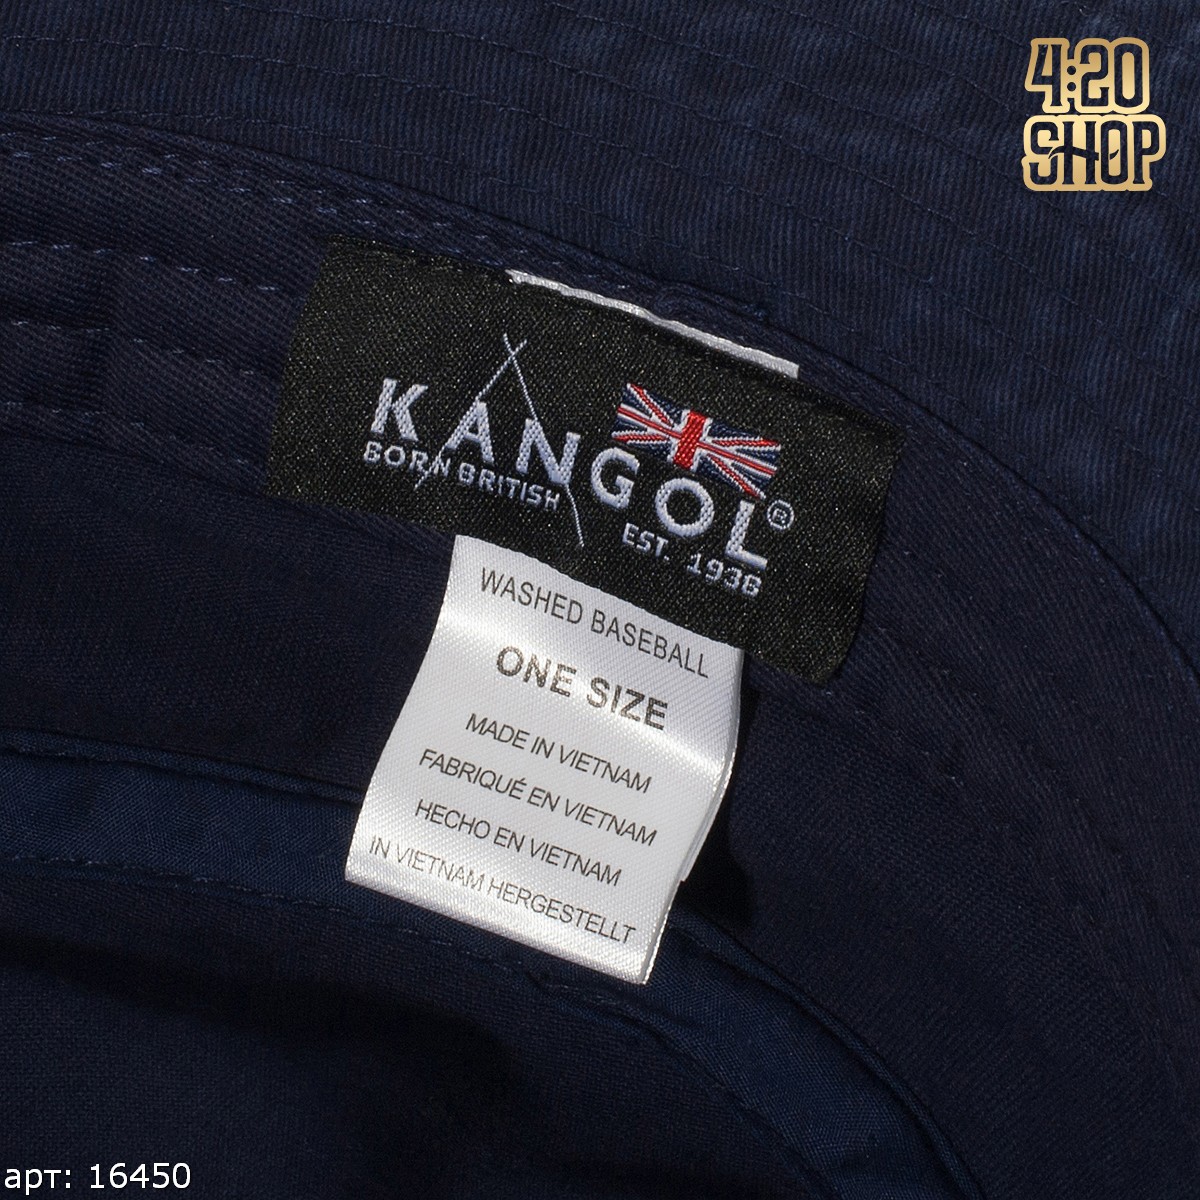 4:20
SHOP
KANGOL®
BORN BRITISH
EST. 1936
WASHED BASEBALL
ONE SIZE
MADE IN VIETNAM
FABRIQUÉ EN VIETNAM
HECHO EN VIETNAM
IN VIETNAM HERGESTELLT
арт: 16450